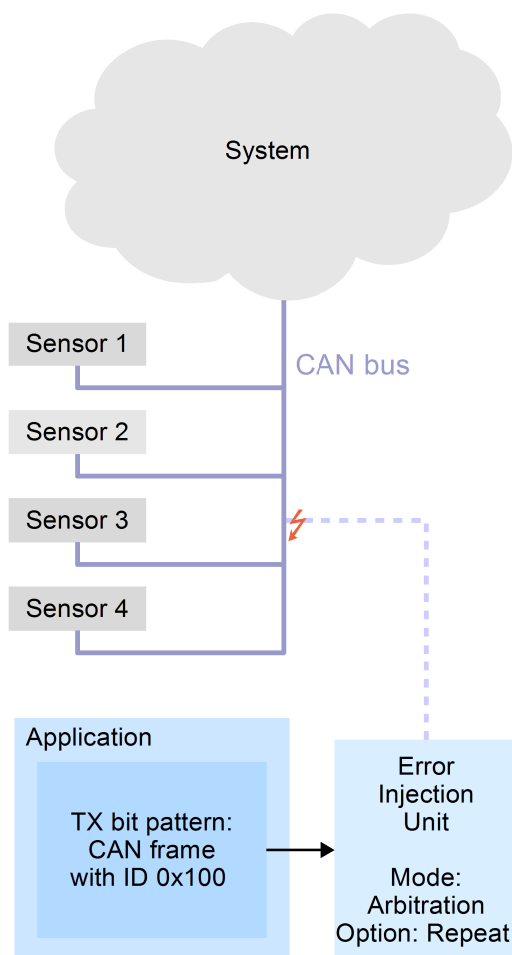 System
Sensor 1
CAN bus
Sensor 2
Sensor 3
Sensor 4
Application
TX bit pattern:
CAN frame
with ID 0x100
Error
Injection
Unit
Mode:
Arbitration
Option: Repeat